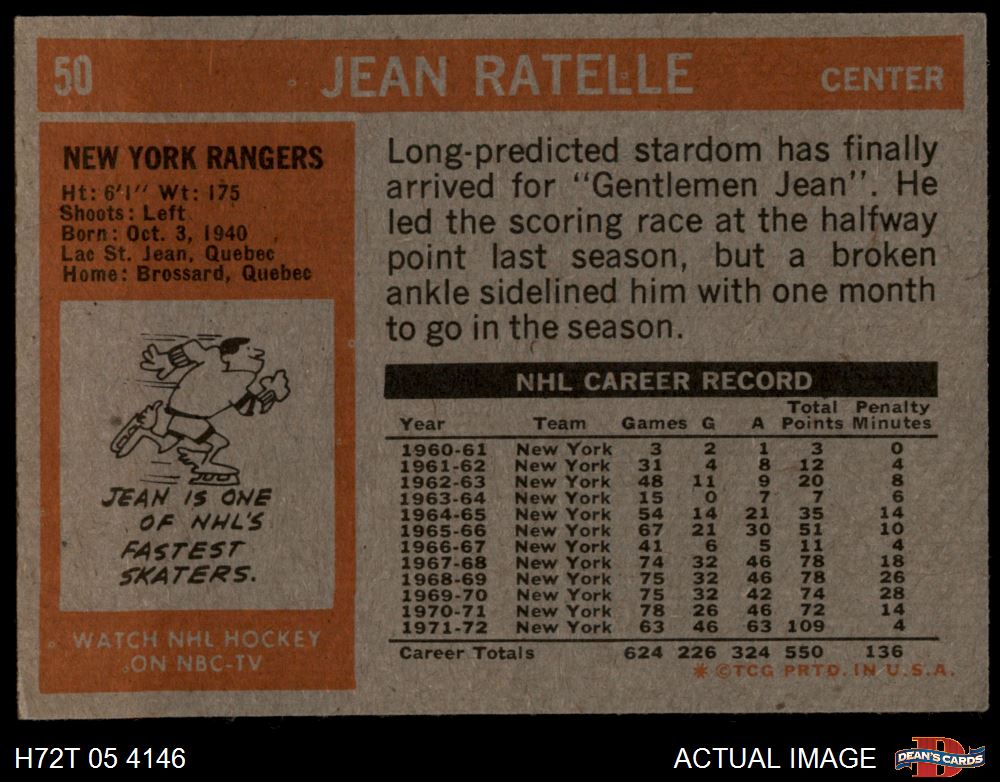 50 JEAN RATELLE CENTER
NEW YORK RANGERS
Ht: 6'1" Wt: 175
Shoots: Left
Born: Oct. 3, 1940
Lac St. Jean, Quebec
Home: Brossard, Quebec
JEAN IS ONE
OF NHL'S
FASTEST
SKATERS.
WATCH NHL HOCKEY
ON NBC-TV
Long-predicted stardom has finally
arrived for "Gentlemen Jean". He
led the scoring race at the halfway
point last season, but a broken
ankle sidelined him with one month
to go in the season.
NHL CAREER RECORD
Total Penalty
Year Team Games G A Points Minutes
1960-61 New York 3 2 1 3 0
1961-62 New York 31 4 8 12 4
1962-63 New York 48 11 9 20 8
1963-64 New York 15 0 7 7 6
1964-65 New York 54 14 21 35 14
1965-66 New York 67 21 30 51 10
1966-67 New York 41 6 5 11 4
1967-68 New York 74 32 46 78 18
1968-69 New York 75 32 46 78 26
1969-70 New York 75 32 42 74 28
1970-71 New York 78 26 46 72 14
1971-72 New York 63 46 63 109 4
Career Totals 624 226 324 550 136
* ©TCG PRTD. IN U.S.A.
H72T 05 4146 ACTUAL IMAGE D DEAN'S CARDS